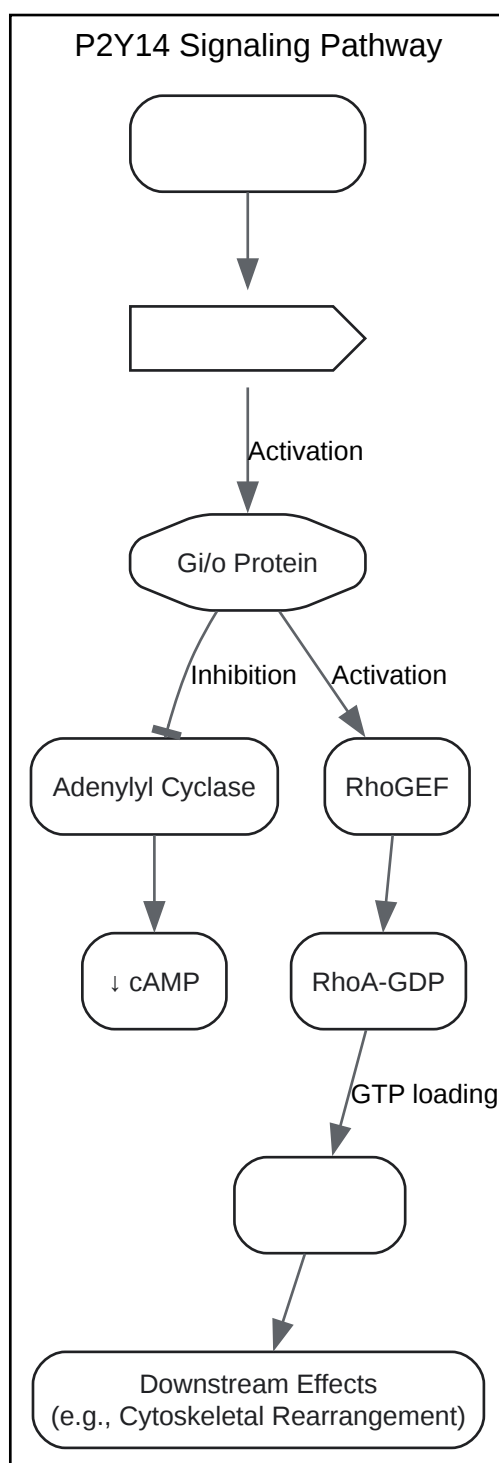 P2Y14 Signaling Pathway
Activation
Gi/o Protein
Inhibition
Activation
Adenylyl Cyclase
RhoGEF
↓ cAMP
RhoA-GDP
GTP loading
Downstream Effects
(e.g., Cytoskeletal Rearrangement)